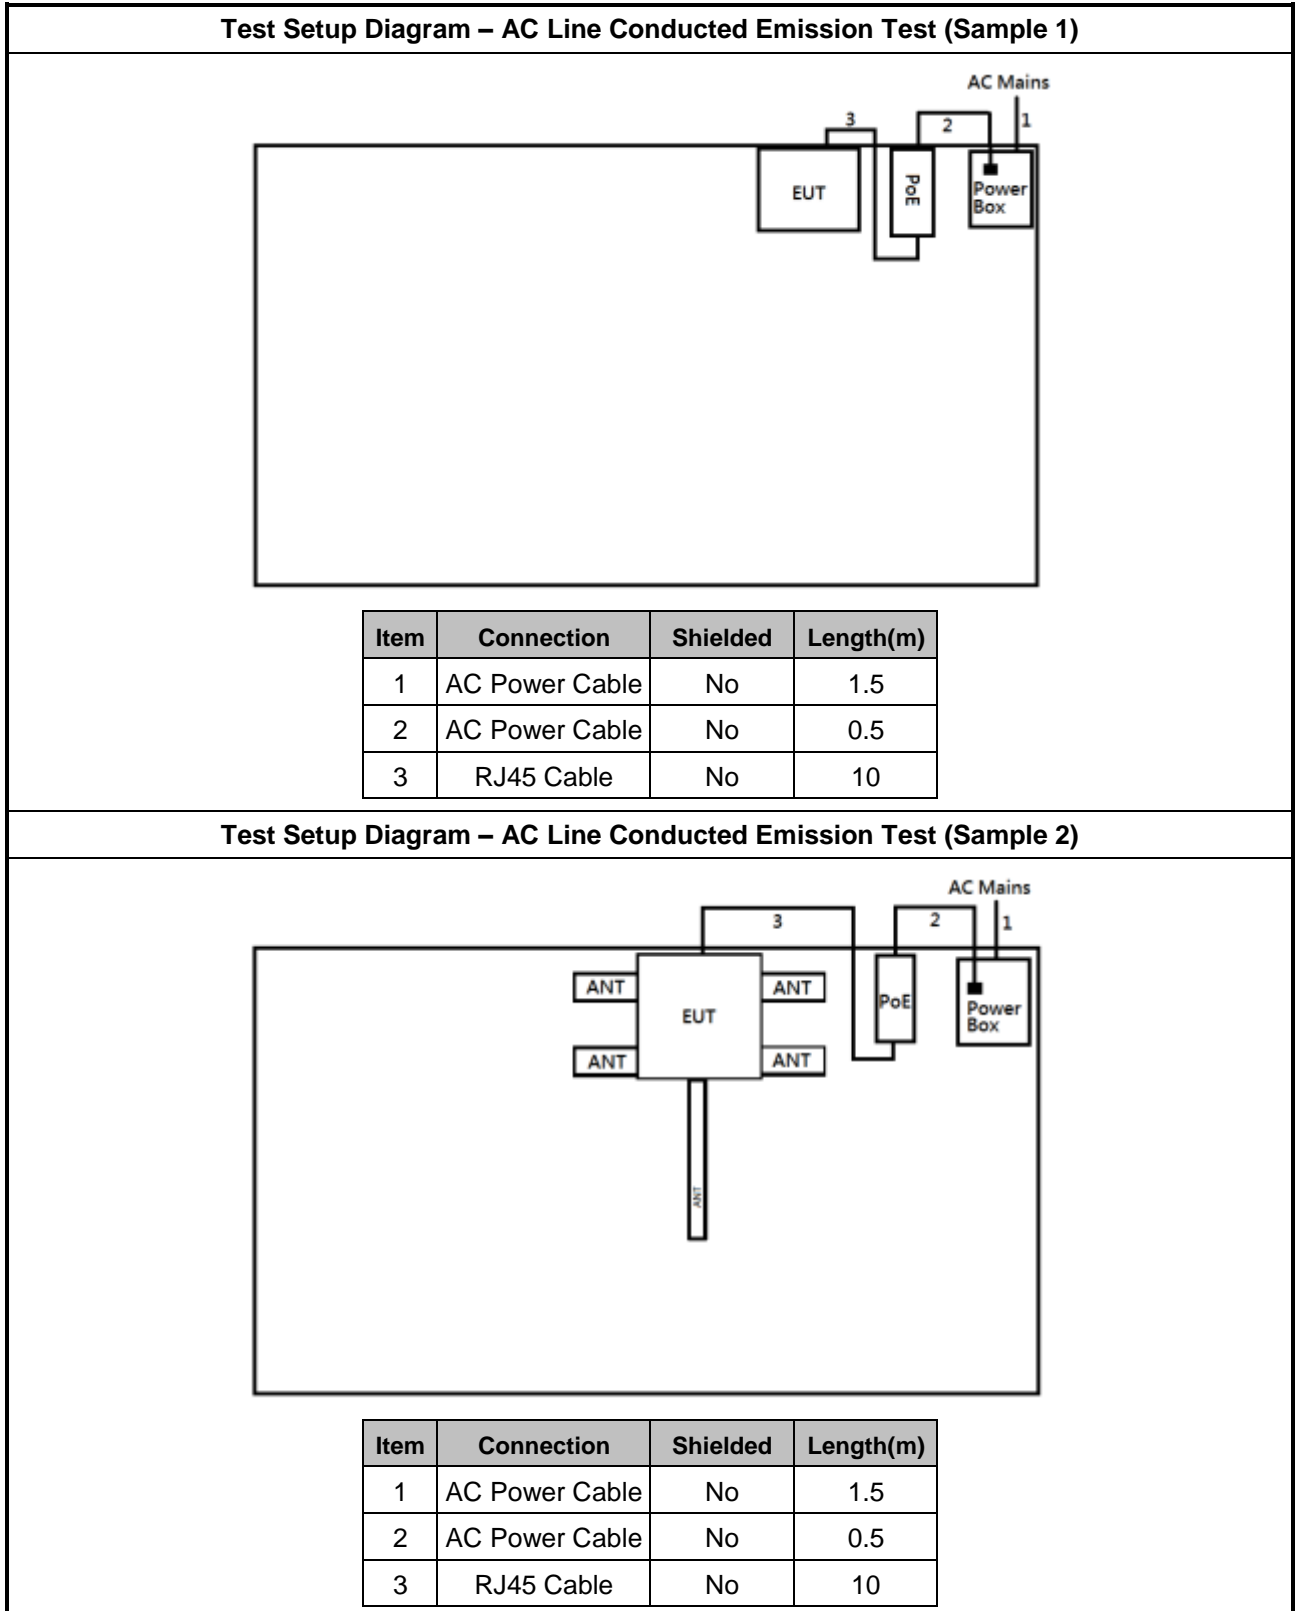 Test Setup Diagram – AC Line Conducted Emission Test (Sample 1)
AC Mains
3
2
1
EUT
PoE
Power
Box
Item Connection Shielded Length(m)
1 AC Power Cable No 1.5
2 AC Power Cable No 0.5
3 RJ45 Cable No 10
Test Setup Diagram – AC Line Conducted Emission Test (Sample 2)
AC Mains
3
2
1
ANT
ANT
EUT
PoE
Power
Box
ANT
ANT
ANT
Item Connection Shielded Length(m)
1 AC Power Cable No 1.5
2 AC Power Cable No 0.5
3 RJ45 Cable No 10